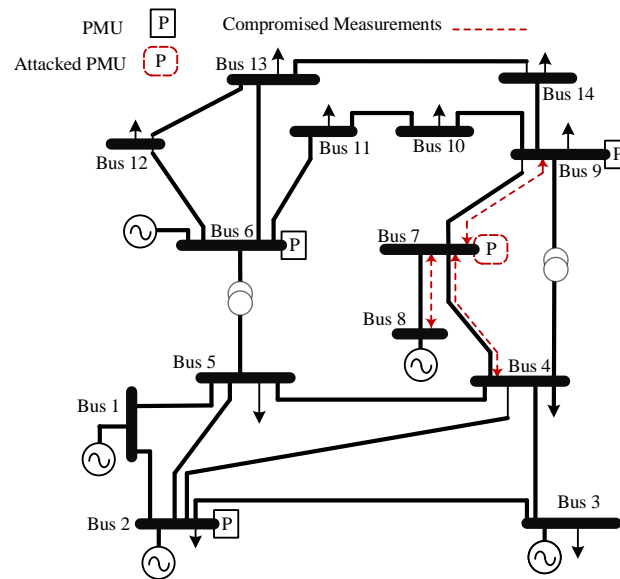 PMU P Compromised Measurements
Attacked PMU P
Bus 13
Bus 14
Bus 11
Bus 10
Bus 12
Bus 9 P
Bus 6 P
Bus 7 P
Bus 8
Bus 5
Bus 4
Bus 1
Bus 3
Bus 2 P